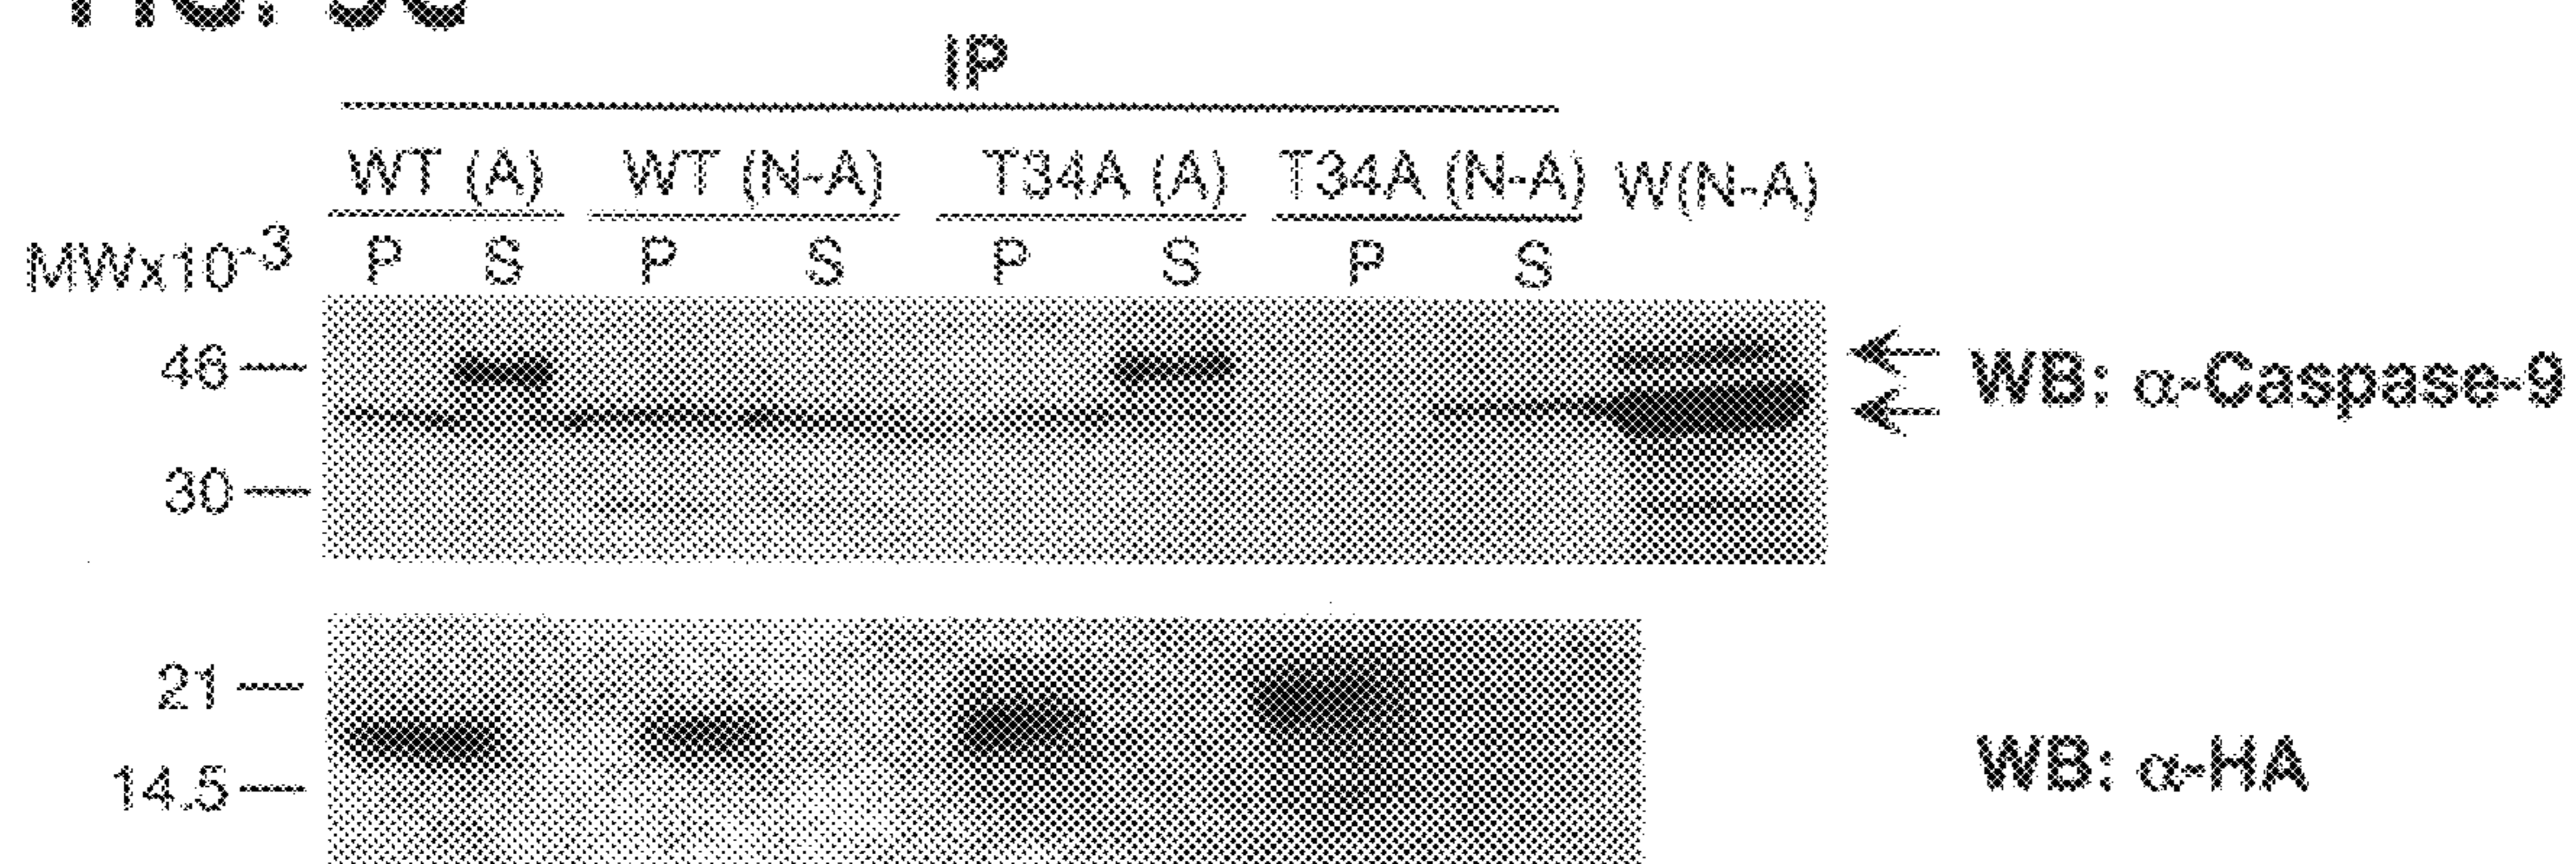 IP
WT (A) WT (N-A) T34A (A) T34A (N-A) W(N-A)
MWx10-3 P S P S P S P S
46
30
WB: α-Caspase-9
21
14.5
WB: α-HA